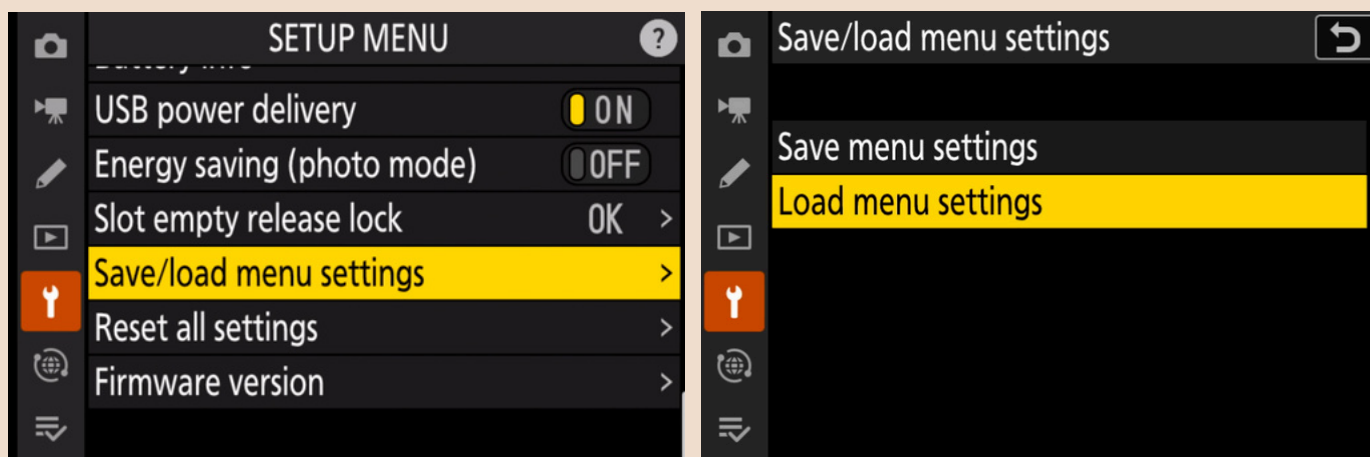 SETUP MENU
?
USB power delivery ON
Energy saving (photo mode) OFF
Slot empty release lock OK >
Save/load menu settings >
Reset all settings >
Firmware version >
Save/load menu settings
Save menu settings
Load menu settings